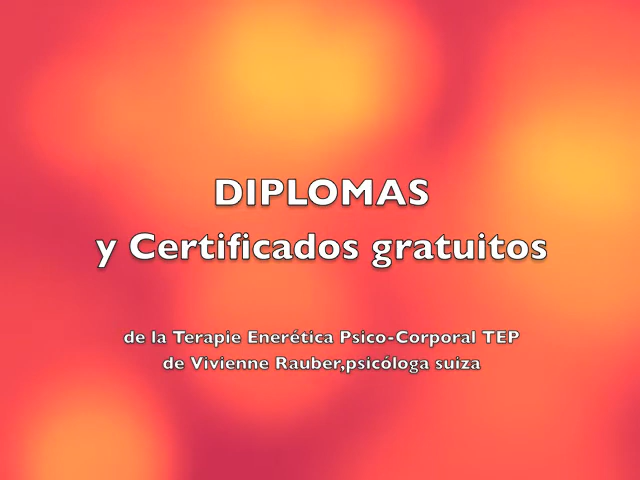 DIPLOMAS
y Certificados gratuitos
de la Terapie Enerética Psico-Corporal TEP
de Vivienne Rauber,psicóloga suiza